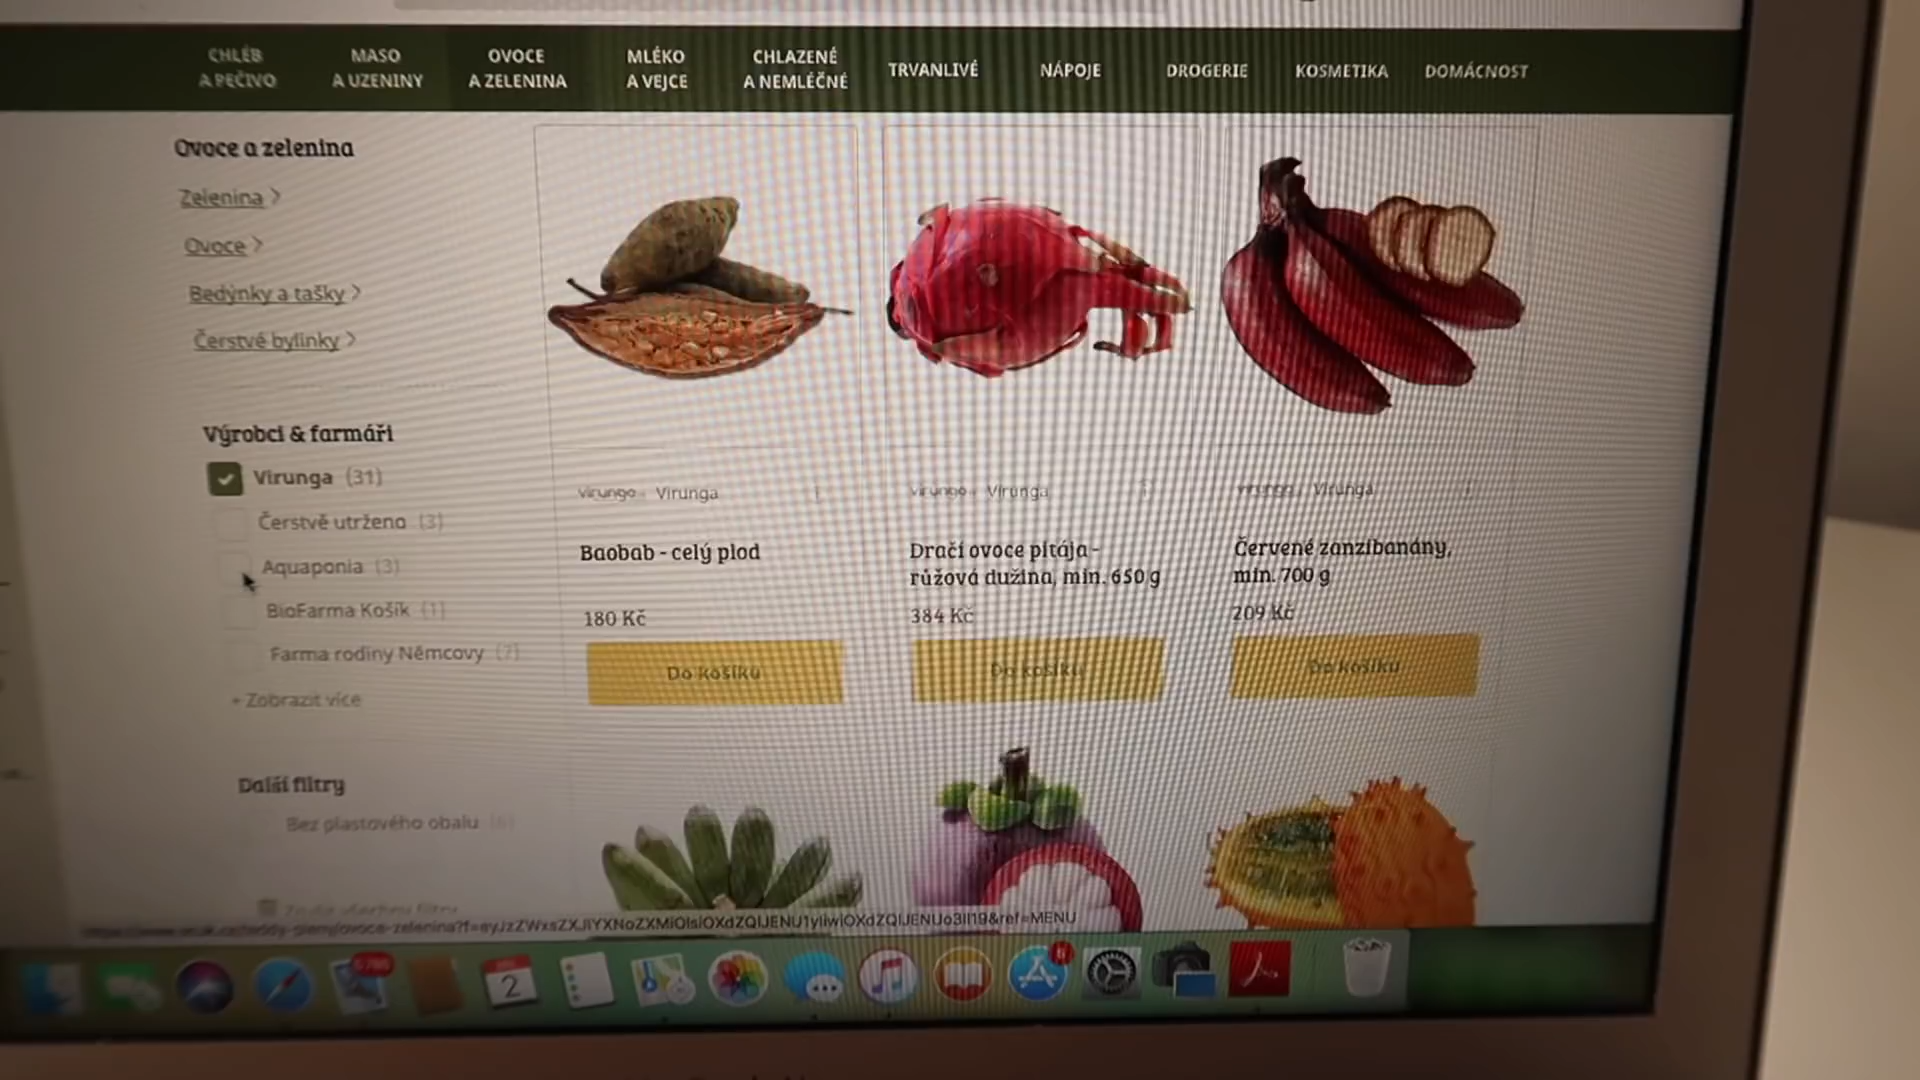 CHLÉB
A PEČIVO
MASO
A UZENINY
OVOCE
A ZELENINA
MLÉKO
A VEJCE
CHLAZENÉ
A NEMLÉČNÉ
TRVANLIVÉ
NÁPOJE
DROGERIE
KOSMETIKA
DOMÁCNOST
Ovoce a zelenina
Zelenina
Ovoce
Bedýnky a tašky
Čerstvé bylinky
Výrobci & farmáři
Virunga (31)
Čerstvě utrženo (3)
Aquaponia (3)
BioFarma Košík (1)
Farma rodiny Němcovy (7)
+ Zobrazit více
Další filtry
Bez plastového obalu
virunga Virunga
Baobab - celý plod
180 Kč
Do košíku
virunga Virunga
Dračí ovoce pitája -
růžová dužina, min. 650 g
384 Kč
Do košíku
virunga Virunga
Červené zanzibanány,
min. 700 g
209 Kč
Do košíku
2
6